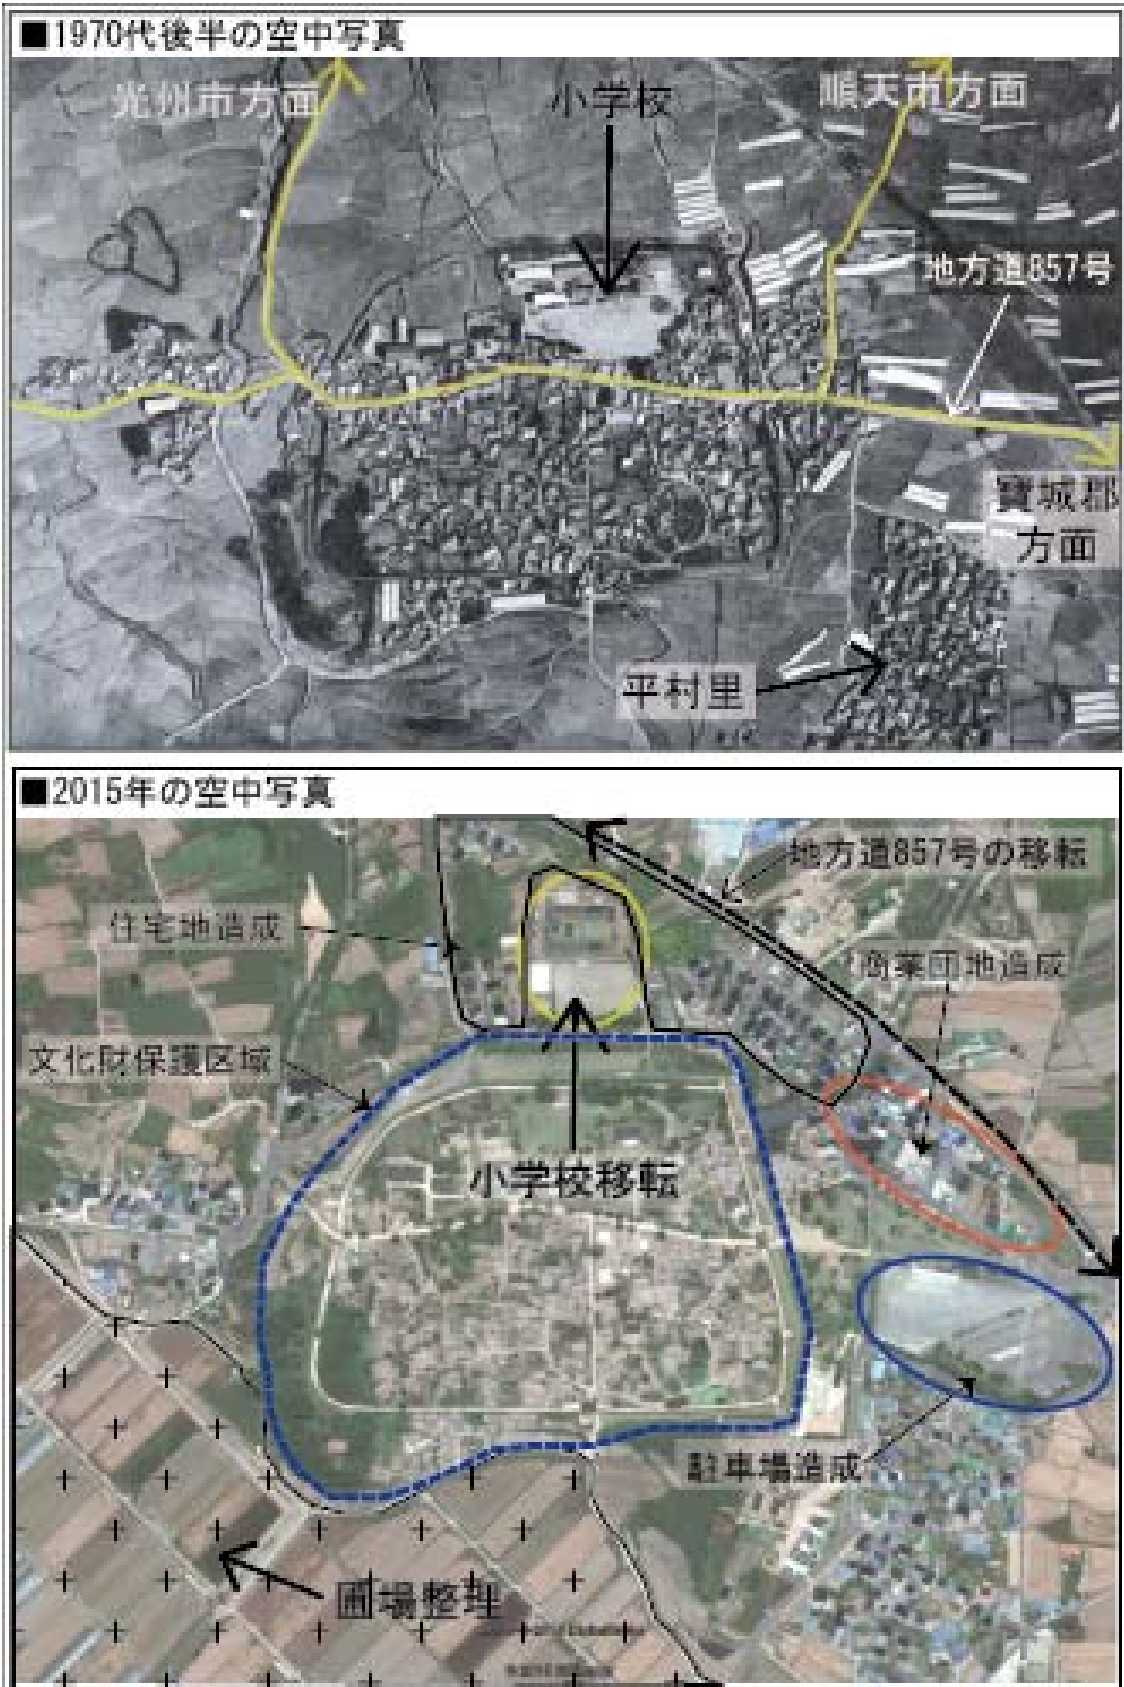 ■1970代後半の空中写真
光州市方面
小学校
順天市方面
地方道857号
寶城郡
方面
平村里
■2015年の空中写真
地方道857号の移転
住宅地造成
商業団地造成
文化財保護区域
小学校移転
駐車場造成
圃場整理